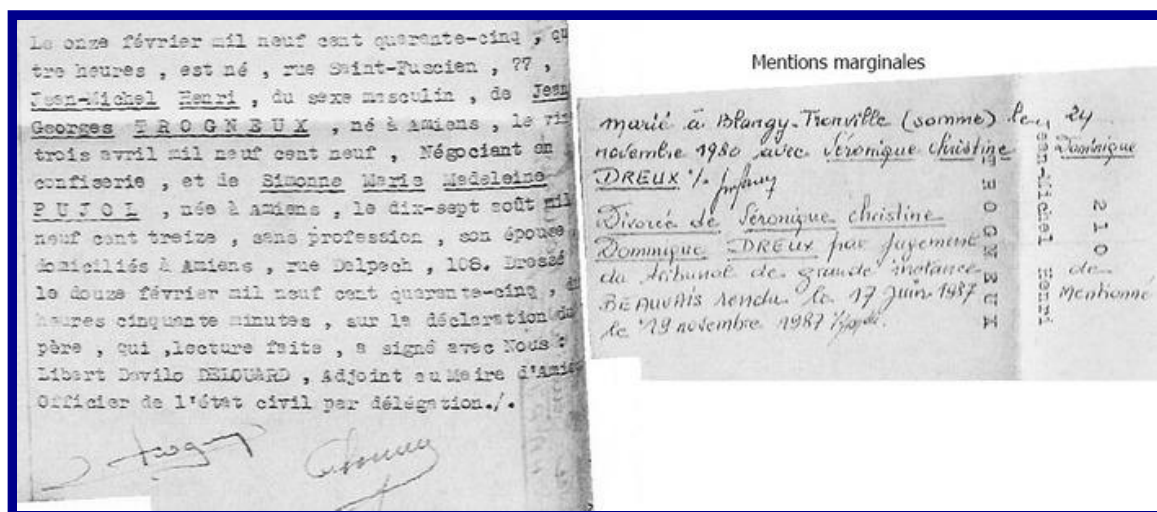 Le onze février mil neuf cent quarante-cinq , qu
tre heures , est né , rue Saint-Fuscien , 77 ,
Jean-Michel Henri , du sexe masculin , de Jean
Georges TROGNEUX , né à Amiens , le vin
trois avril mil neuf cent neuf , Négociant en
confiserie , et de Simonne Marie Madeleine
PUJOL , née à Amiens , le dix-sept août mil
neuf cent treize , sans profession , son épouse
domiciliés à Amiens , rue Delpech , 108. Dressé
le douze février mil neuf cent quarante-cinq , d
heures cinquante minutes , sur la déclaration du
père , qui ,lecture faite , a signé avec Nous :
Libert Davilo DELOUARD , Adjoint au Maire d'Amie
Officier de l'état civil par délégation./.
Mentions marginales
marié à Blangy-Tronville (somme) le 24
novembre 1980 avec Véronique Christine Dominique
DREUX ./.
Divorcé de Véronique Christine
Dominique DREUX par jugement
du tribunal de grande instance de
BEAUVAIS rendu le 17 Juin 1987 Mentionné
le 19 novembre 1987 ./.
TROGNEUX
Jean-Michel Henri
210